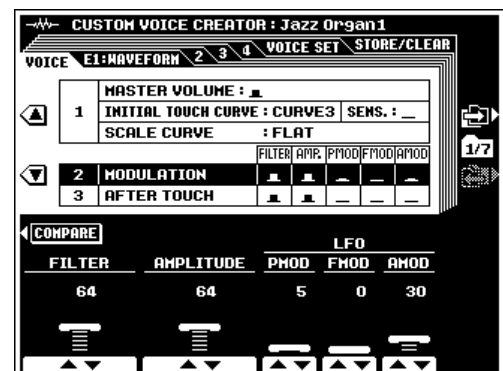 CUSTOM VOICE CREATOR : Jazz Organ1
VOICE E1:WAVEFORM 2 3 4 VOICE SET STORE/CLEAR
MASTER VOLUME :
1 INITIAL TOUCH CURVE : CURVE3 SENS. :
SCALE CURVE : FLAT
FILTER AMP. PMOD FMOD AMOD
2 MODULATION
3 AFTER TOUCH
1/7
COMPARE
LFO
FILTER AMPLITUDE PMOD FMOD AMOD
64 64 5 0 30